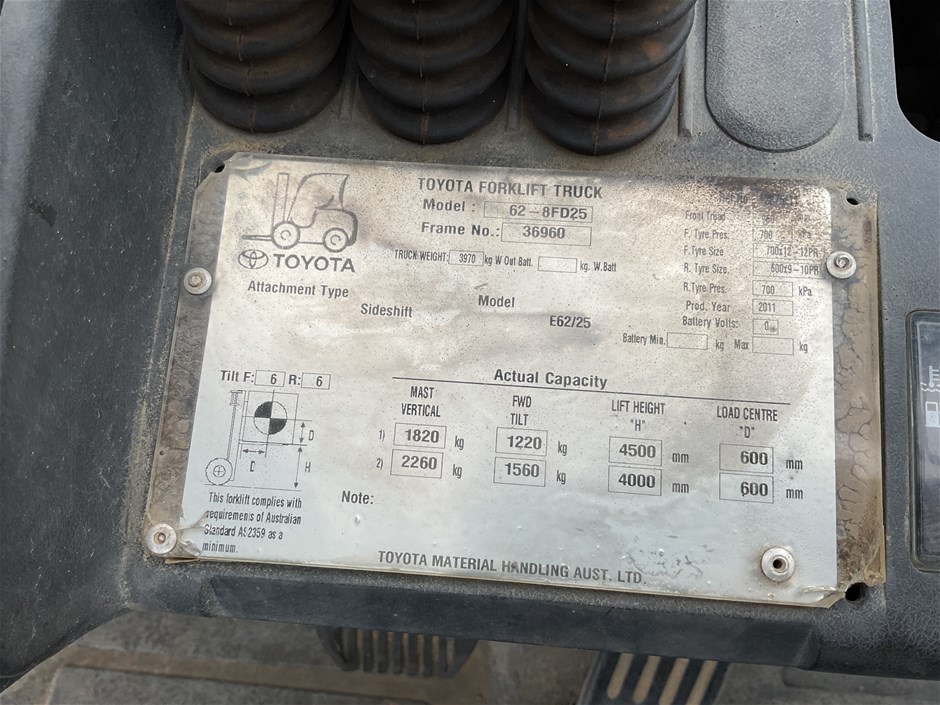 TOYOTA FORKLIFT TRUCK
Model : 62-8FD25
Frame No.: 36960
TRUCK WEIGHT: 3970 kg W Out Batt. kg. W.Batt
TOYOTA
Attachment Type
Sideshift
Model
E62/25
Front Tread
F. Tyre Pres. 700 kPa
F. Tyre Size 700x12-12PR
R. Tyre Size. 600x9-10PR
R.Tyre Pres. 700 kPa
Prod. Year 2011
Battery Volts: 0
Battery Min. kg Max kg
Tilt F: 6 R: 6
D
D
H
Actual Capacity
MAST VERTICAL
FWD TILT
LIFT HEIGHT "H"
LOAD CENTRE "D"
1) 1820 kg 1220 kg 4500 mm 600 mm
2) 2260 kg 1560 kg 4000 mm 600 mm
This forklift complies with
requirements of Australian
Standard AS2359 as a
minimum.
Note:
TOYOTA MATERIAL HANDLING AUST. LTD.